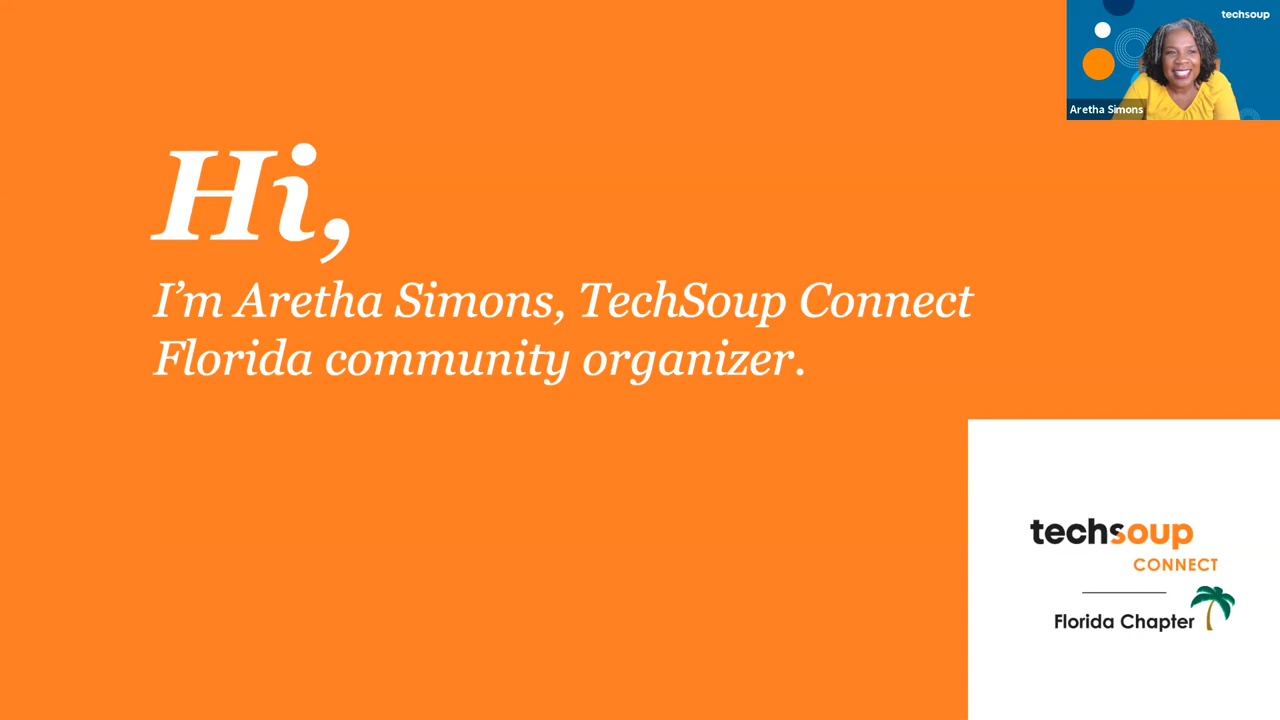 techsoup
Aretha Simons
Hi,
I’m Aretha Simons, TechSoup Connect
Florida community organizer.
techsoup
CONNECT
Florida Chapter